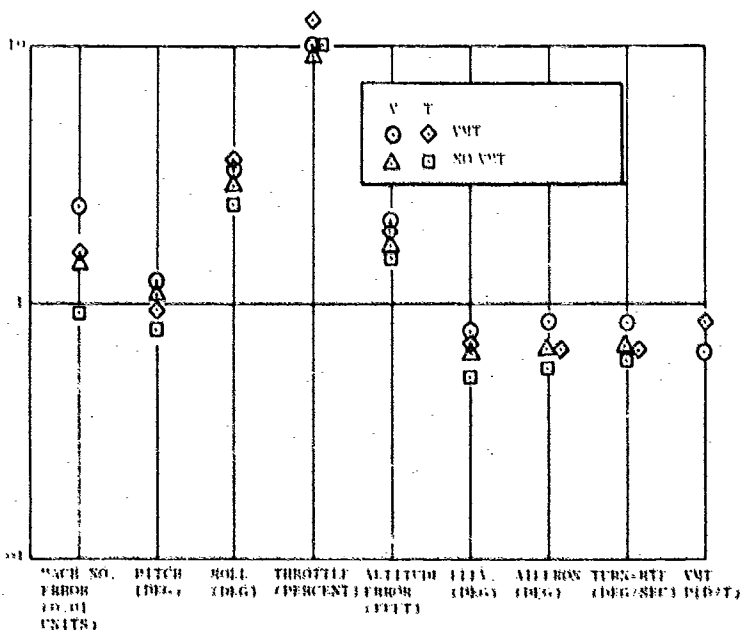 10
V T
VMT
NO VMT
1
.01
MACH NO. PITCH ROLL THROTTLE ALTITUDE ELEV. AILERON TURN-RTE VMT
ERROR (DEG) (DEG) (PERCENT) ERROR (DEG) (DEG) (DEG/SEC) P(D/T)
(0.01 (FEET)
UNITS)